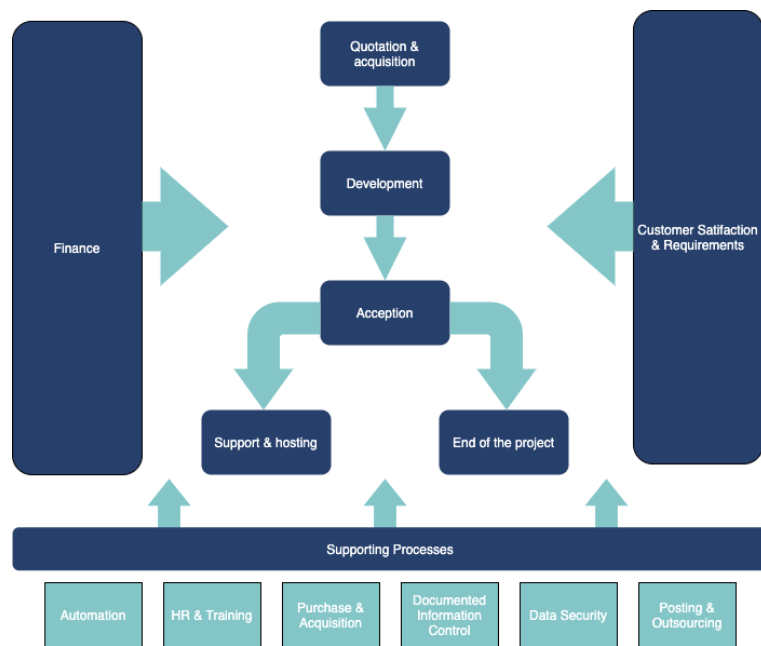 Quotation &
acquisition
Development
Finance
Customer Satifaction
& Requirements
Acception
Support & hosting
End of the project
Supporting Processes
Automation
HR & Training
Purchase &
Acquisition
Documented
Information
Control
Data Security
Posting &
Outsourcing